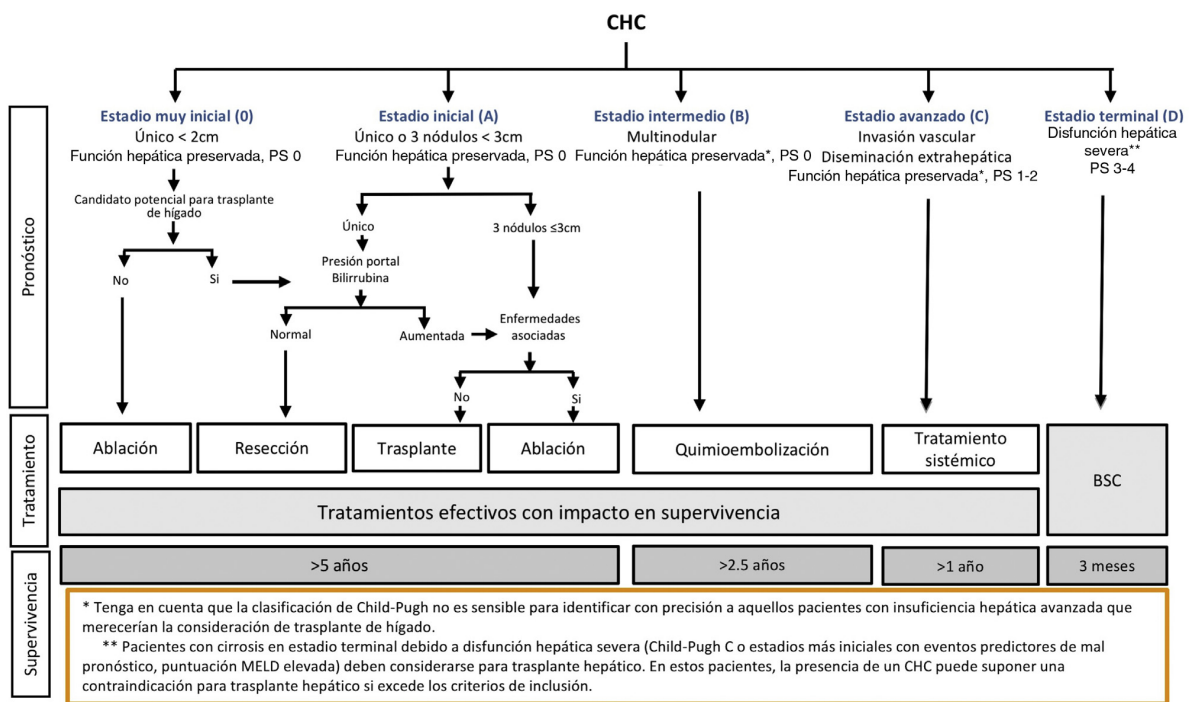 CHC
Estadio muy inicial (0)
Único < 2cm
Función hepática preservada, PS 0
Estadio inicial (A)
Único o 3 nódulos < 3cm
Función hepática preservada, PS 0
Estadio intermedio (B)
Multinodular
Función hepática preservada*, PS 0
Estadio avanzado (C)
Invasión vascular
Diseminación extrahepática
Función hepática preservada*, PS 1-2
Estadio terminal (D)
Disfunción hepática
severa**
PS 3-4
Pronóstico
Candidato potencial para trasplante
de hígado
No
Si
Único
3 nódulos ≤3cm
Presión portal
Bilirrubina
Normal
Aumentada
Enfermedades
asociadas
No
Si
Tratamiento
Ablación
Resección
Trasplante
Ablación
Quimioembolización
Tratamiento
sistémico
BSC
Tratamientos efectivos con impacto en supervivencia
Supervivencia
>5 años
>2.5 años
>1 año
3 meses
* Tenga en cuenta que la clasificación de Child-Pugh no es sensible para identificar con precisión a aquellos pacientes con insuficiencia hepática avanzada que
merecerían la consideración de trasplante de hígado.
** Pacientes con cirrosis en estadio terminal debido a disfunción hepática severa (Child-Pugh C o estadios más iniciales con eventos predictores de mal
pronóstico, puntuación MELD elevada) deben considerarse para trasplante hepático. En estos pacientes, la presencia de un CHC puede suponer una
contraindicación para trasplante hepático si excede los criterios de inclusión.